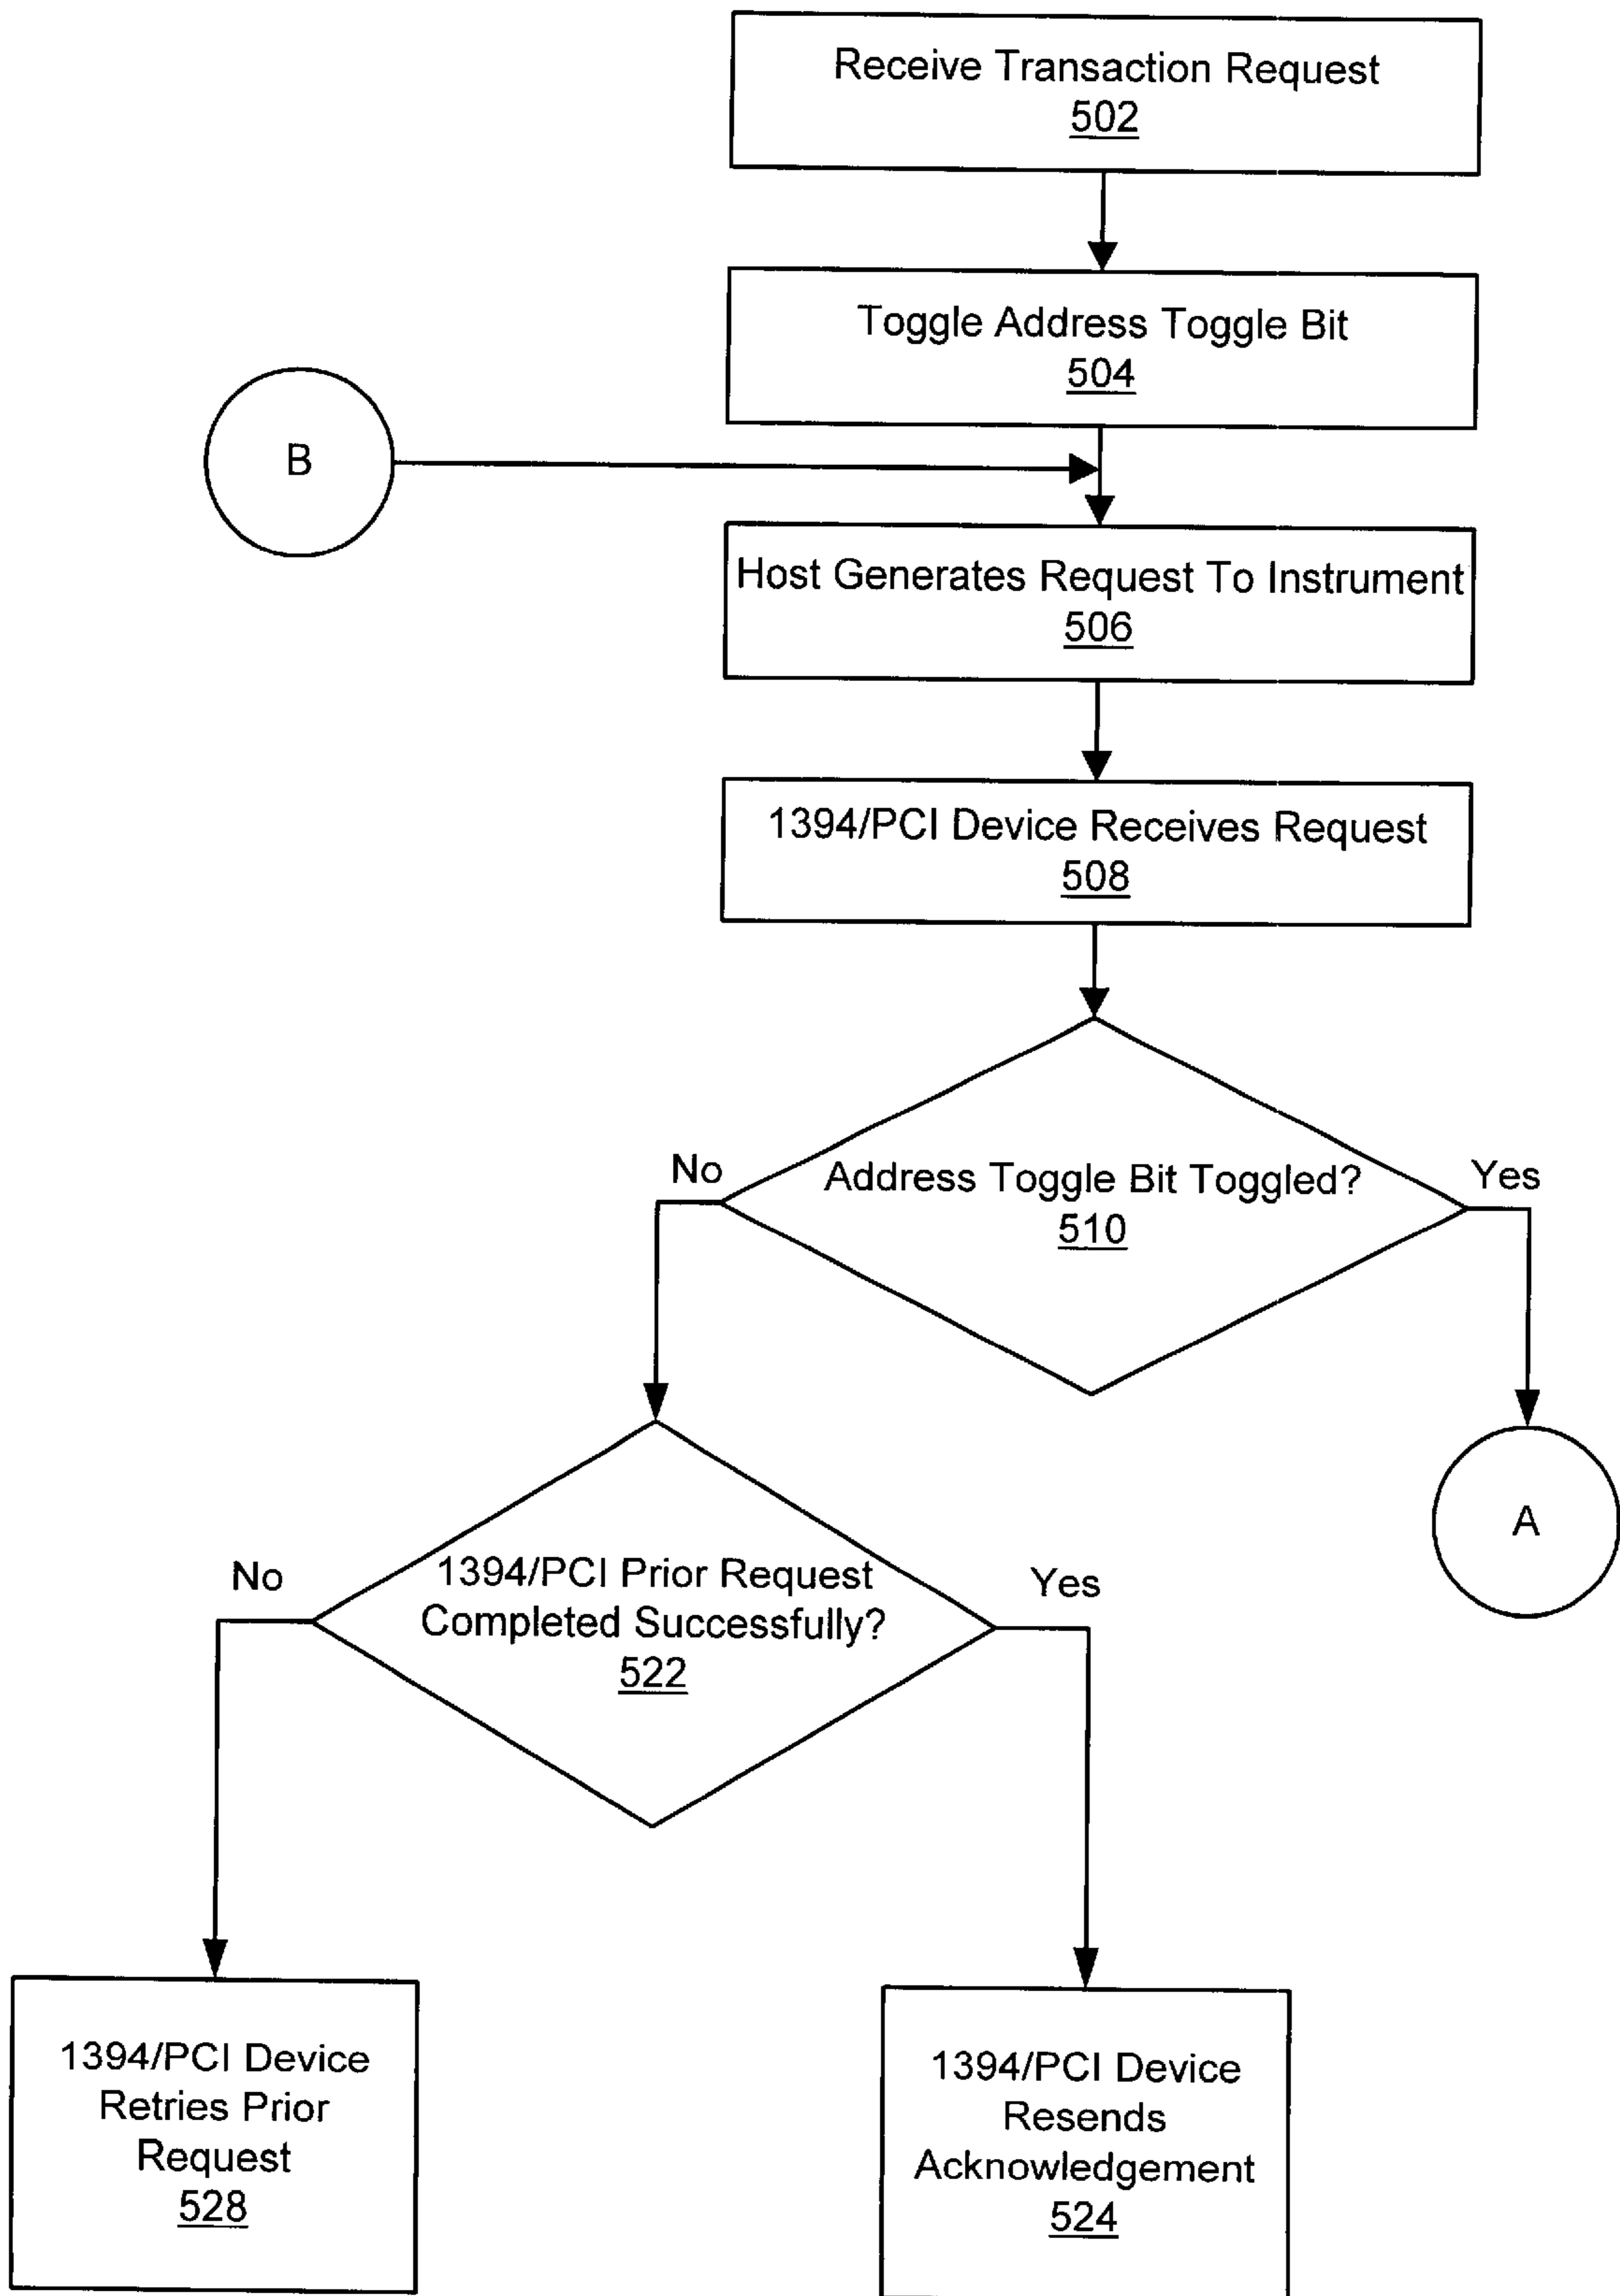 Receive Transaction Request
502
Toggle Address Toggle Bit
504
B
Host Generates Request To Instrument
506
1394/PCI Device Receives Request
508
No
Address Toggle Bit Toggled?
510
Yes
A
No
1394/PCI Prior Request
Completed Successfully?
522
Yes
1394/PCI Device
Retries Prior
Request
528
1394/PCI Device
Resends
Acknowledgement
524